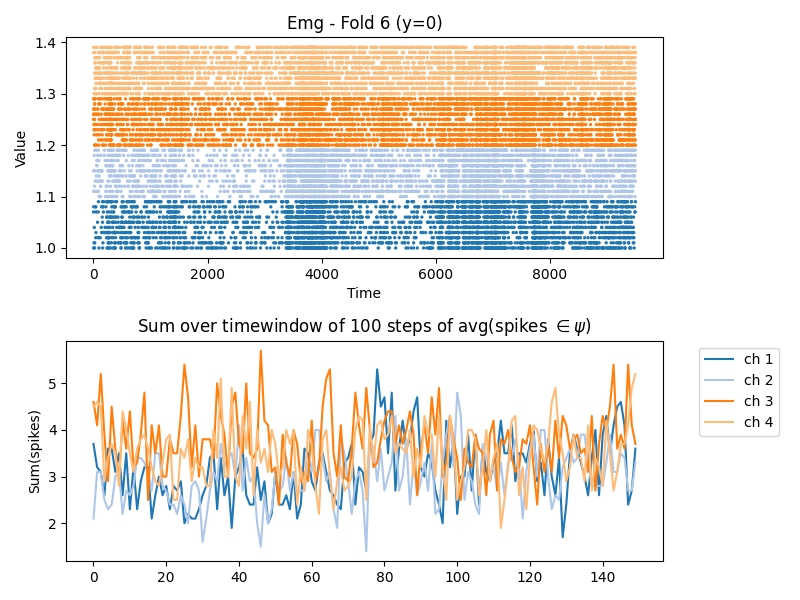 Emg - Fold 6 (y=0)
1.4
1.3
1.2
1.1
1.0
Value
0 2000 4000 6000 8000
Time
Sum over timewindow of 100 steps of avg(spikes ∈ ψ)
5
4
3
2
Sum(spikes)
0 20 40 60 80 100 120 140
ch 1
ch 2
ch 3
ch 4